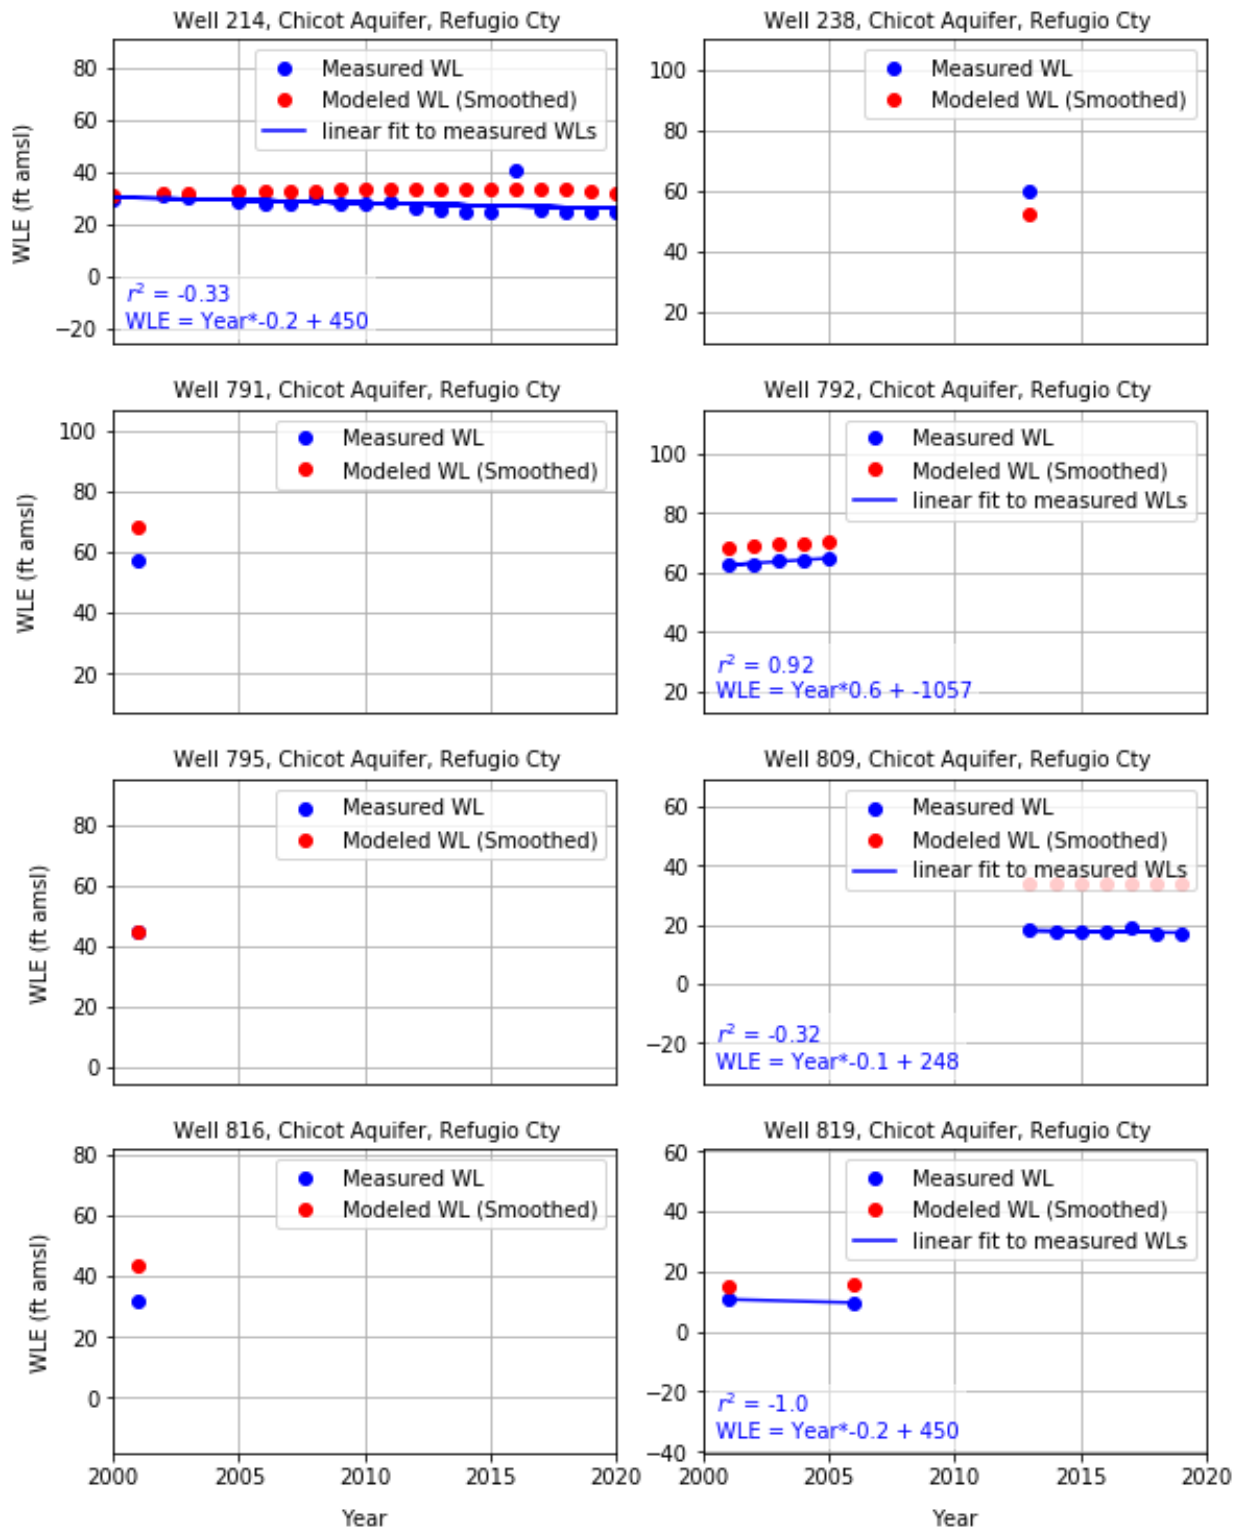 Well 214, Chicot Aquifer, Refugio Cty
WLE (ft amsl)
80
60
40
20
0
−20
Measured WL
Modeled WL (Smoothed)
linear fit to measured WLs
r² = -0.33
WLE = Year*-0.2 + 450
Well 238, Chicot Aquifer, Refugio Cty
100
80
60
40
20
Measured WL
Modeled WL (Smoothed)
Well 791, Chicot Aquifer, Refugio Cty
WLE (ft amsl)
100
80
60
40
20
Measured WL
Modeled WL (Smoothed)
Well 792, Chicot Aquifer, Refugio Cty
100
80
60
40
20
Measured WL
Modeled WL (Smoothed)
linear fit to measured WLs
r² = 0.92
WLE = Year*0.6 + -1057
Well 795, Chicot Aquifer, Refugio Cty
WLE (ft amsl)
80
60
40
20
0
Measured WL
Modeled WL (Smoothed)
Well 809, Chicot Aquifer, Refugio Cty
60
40
20
0
−20
Measured WL
Modeled WL (Smoothed)
linear fit to measured WLs
r² = -0.32
WLE = Year*-0.1 + 248
Well 816, Chicot Aquifer, Refugio Cty
WLE (ft amsl)
80
60
40
20
0
Measured WL
Modeled WL (Smoothed)
2000 2005 2010 2015 2020
Year
Well 819, Chicot Aquifer, Refugio Cty
60
40
20
0
−20
−40
Measured WL
Modeled WL (Smoothed)
linear fit to measured WLs
r² = -1.0
WLE = Year*-0.2 + 450
2000 2005 2010 2015 2020
Year